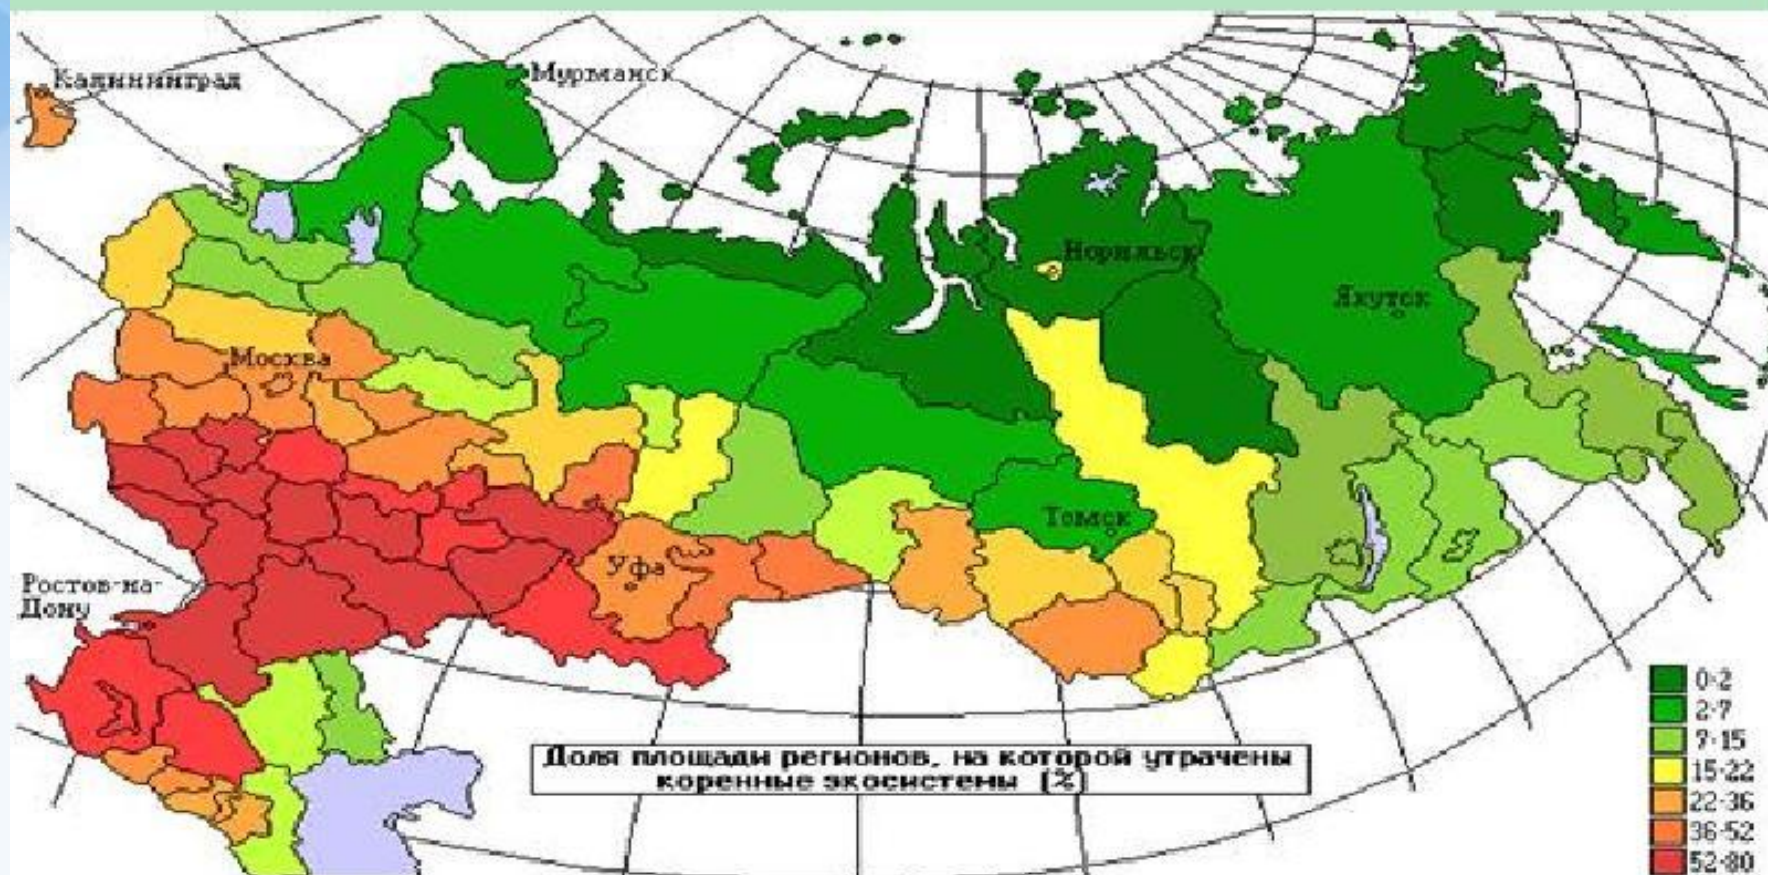 Калининград
Мурманск
Норильск
Якутск
Москва
Томск
Уфа
Ростов-на-
Дону
Доля площади регионов, на которой утрачены
коренные экосистемы (%)
0-2
2-7
7-15
15-22
22-36
36-52
52-80